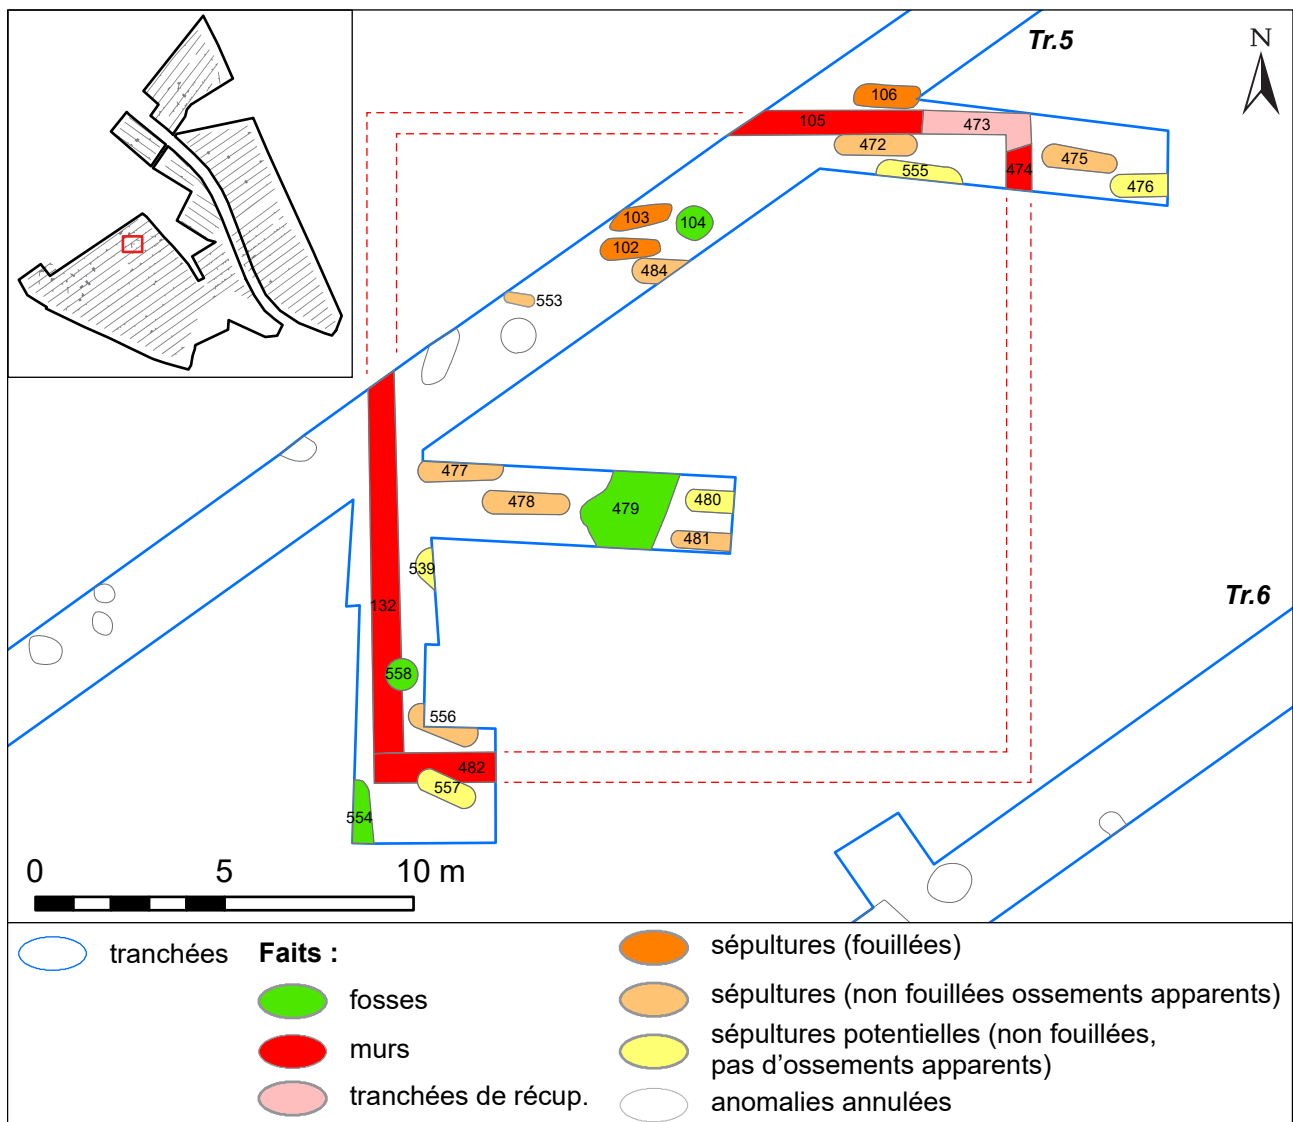 Tr.5
N
106
105
473
472
474
475
555
476
103
104
102
484
553
477
478
479
480
481
539
132
Tr.6
558
556
482
557
554
0 5 10 m
tranchées
Faits :
fosses
murs
tranchées de récup.
sépultures (fouillées)
sépultures (non fouillées ossements apparents)
sépultures potentielles (non fouillées,
pas d'ossements apparents)
anomalies annulées